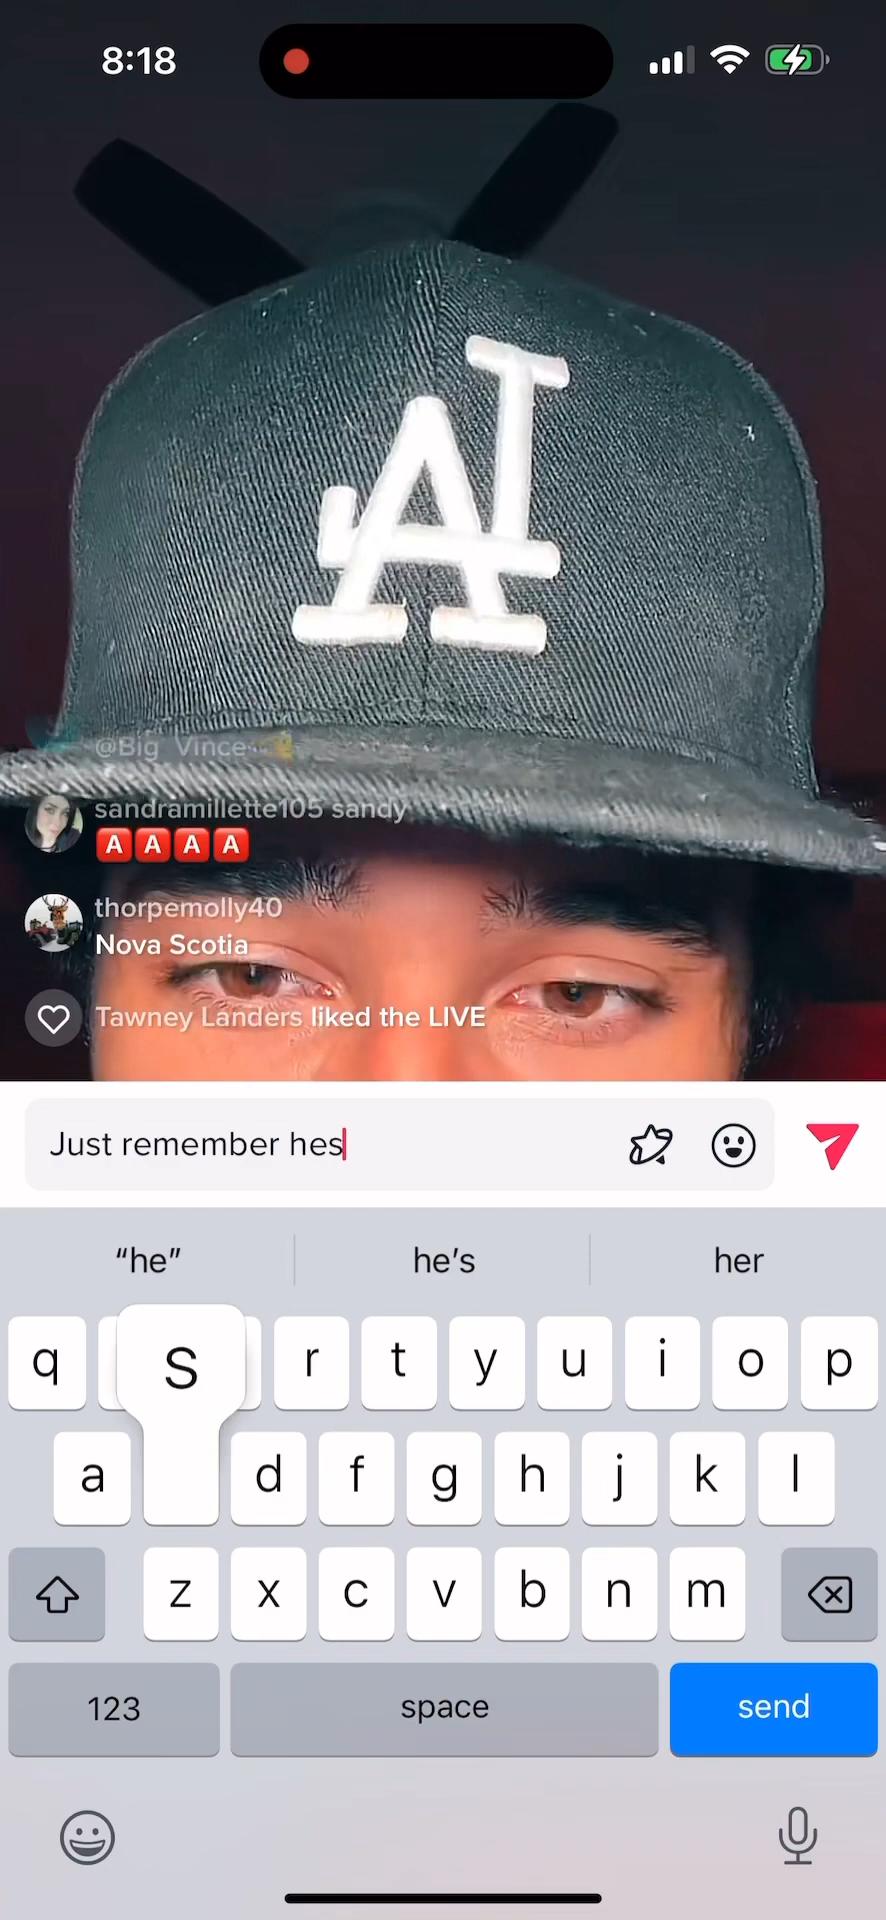 8:18
LA
@Big Vince
sandramillette105 sandy
A A A A
thorpemolly40
Nova Scotia
Tawney Landers liked the LIVE
Just remember hes
“he” he’s her
q S r t y u i o p
a d f g h j k l
z x c v b n m
123 space send